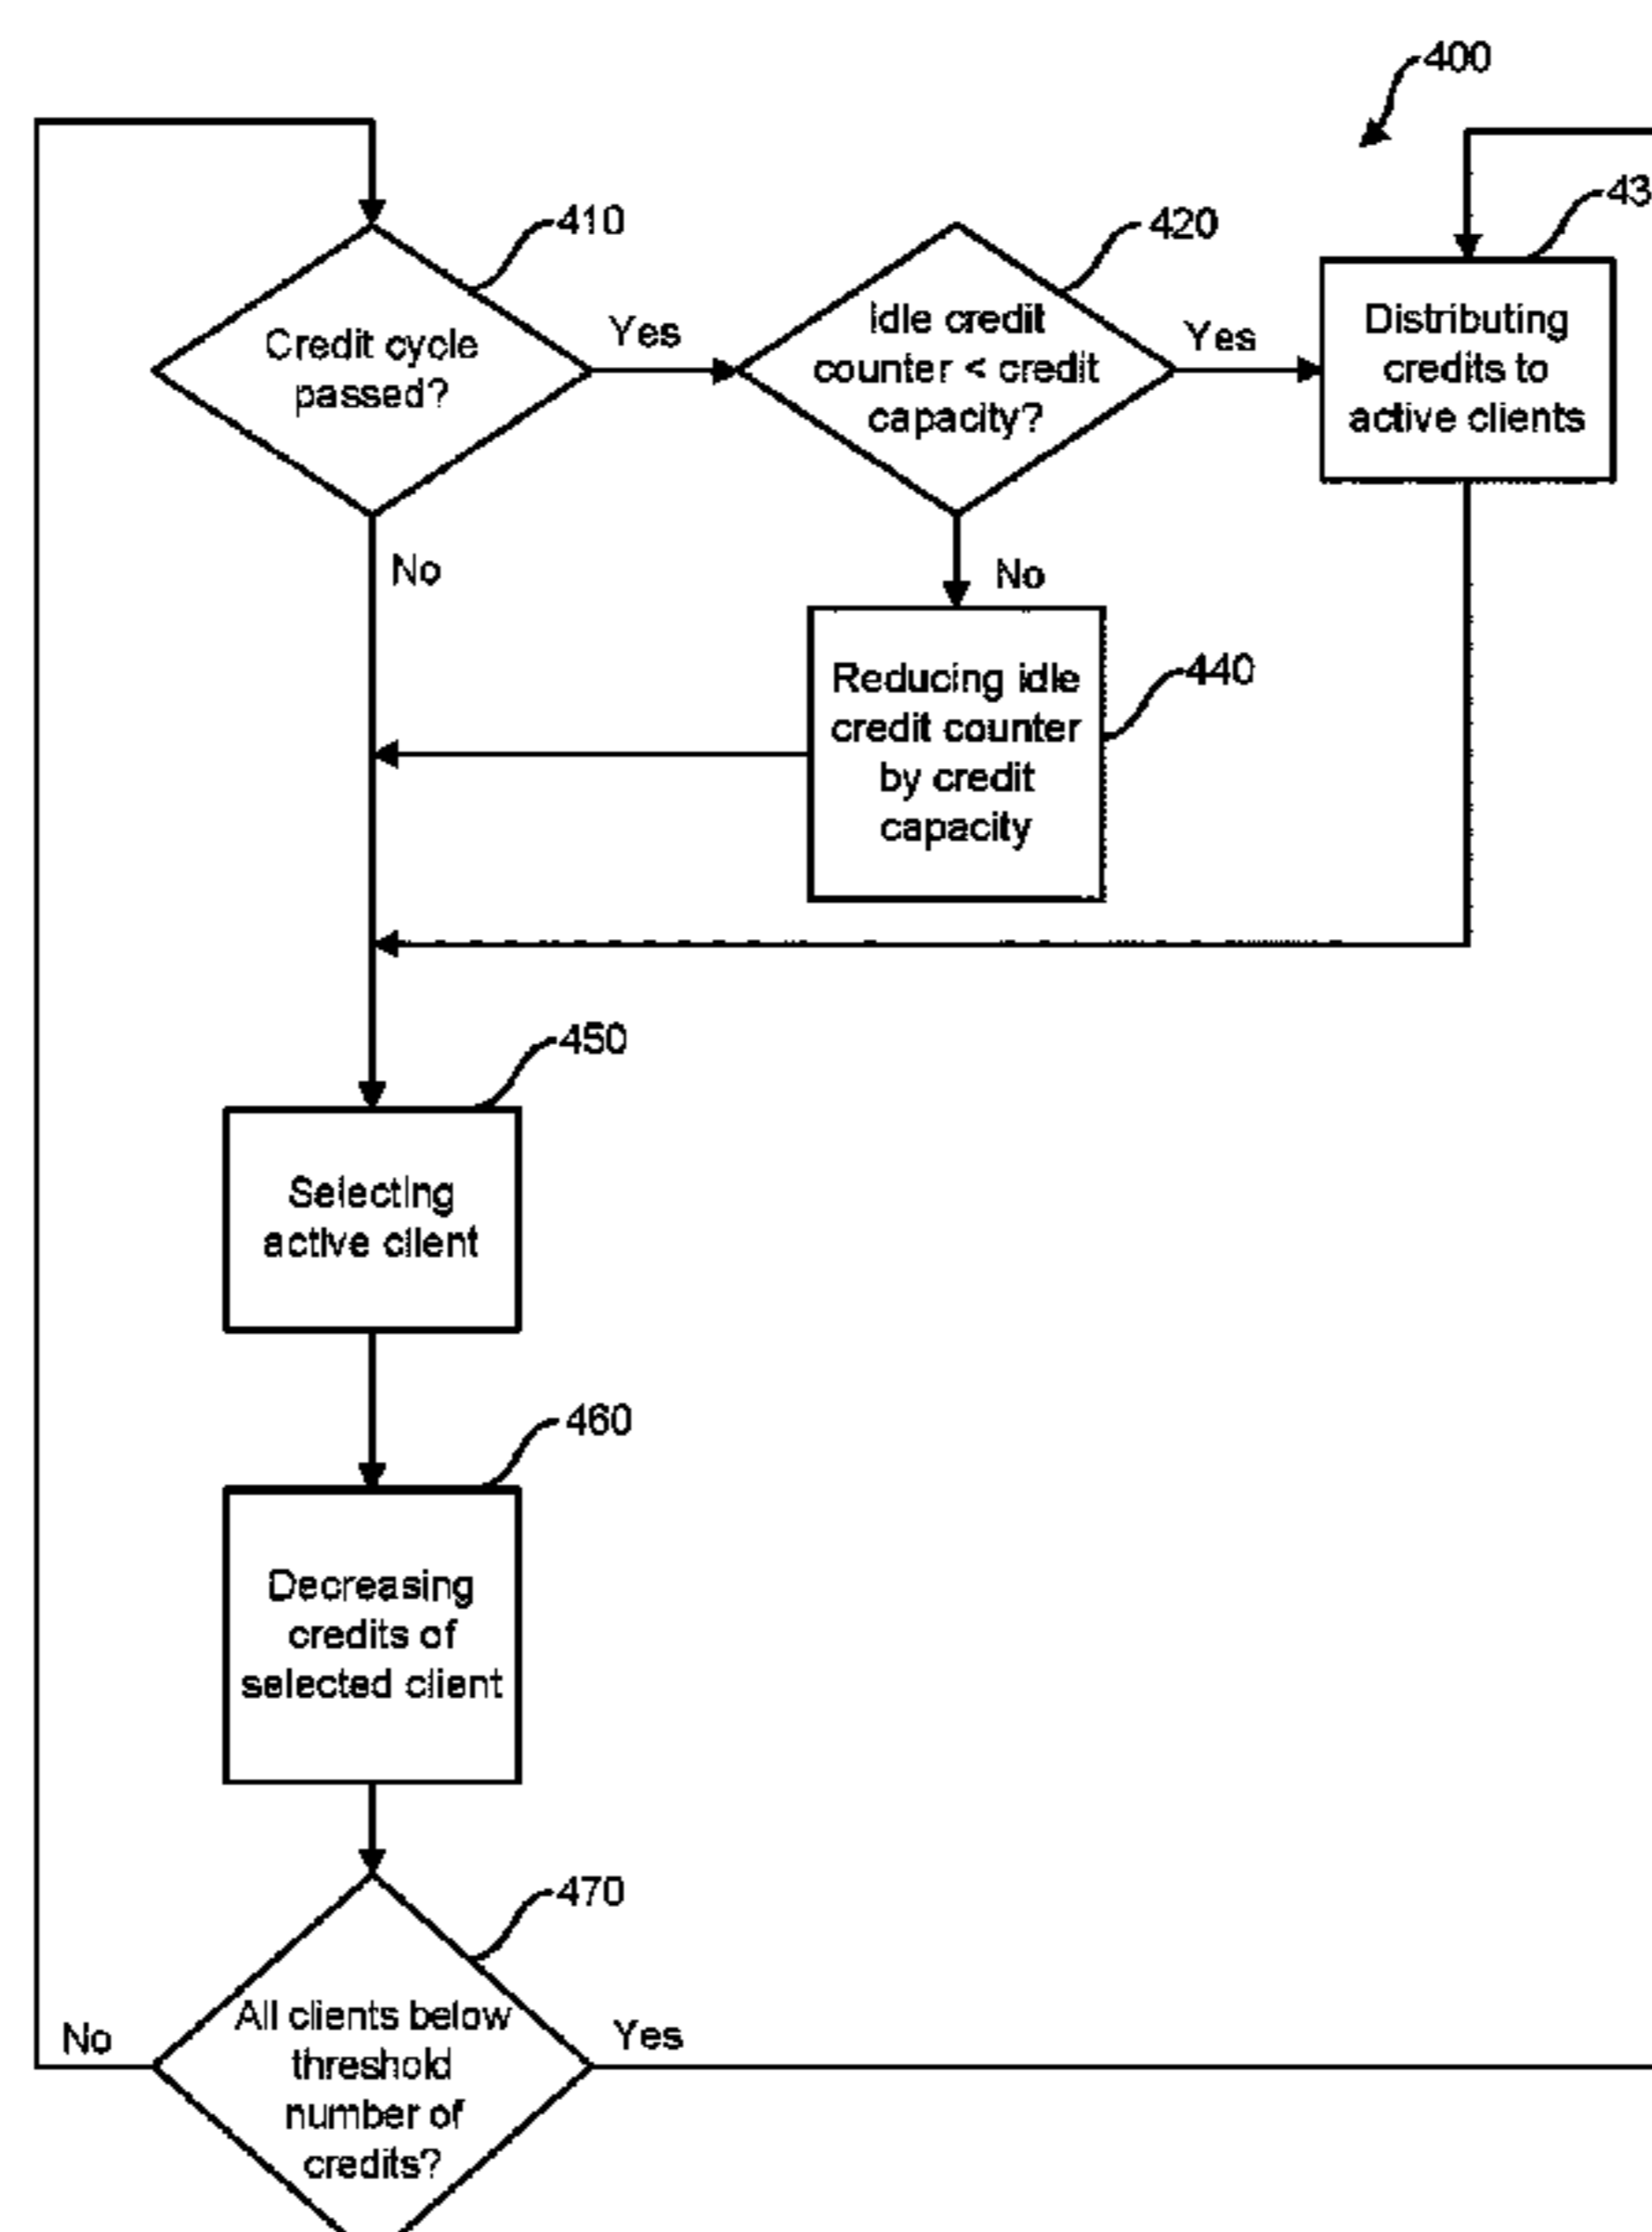 400
410
Credit cycle
passed?
Yes
No
420
Idle credit
counter < credit
capacity?
Yes
No
43
Distributing
credits to
active clients
Reducing idle
credit counter
by credit
capacity
440
450
Selecting
active client
460
Decreasing
credits of
selected client
470
All clients below
threshold
number of
credits?
No
Yes